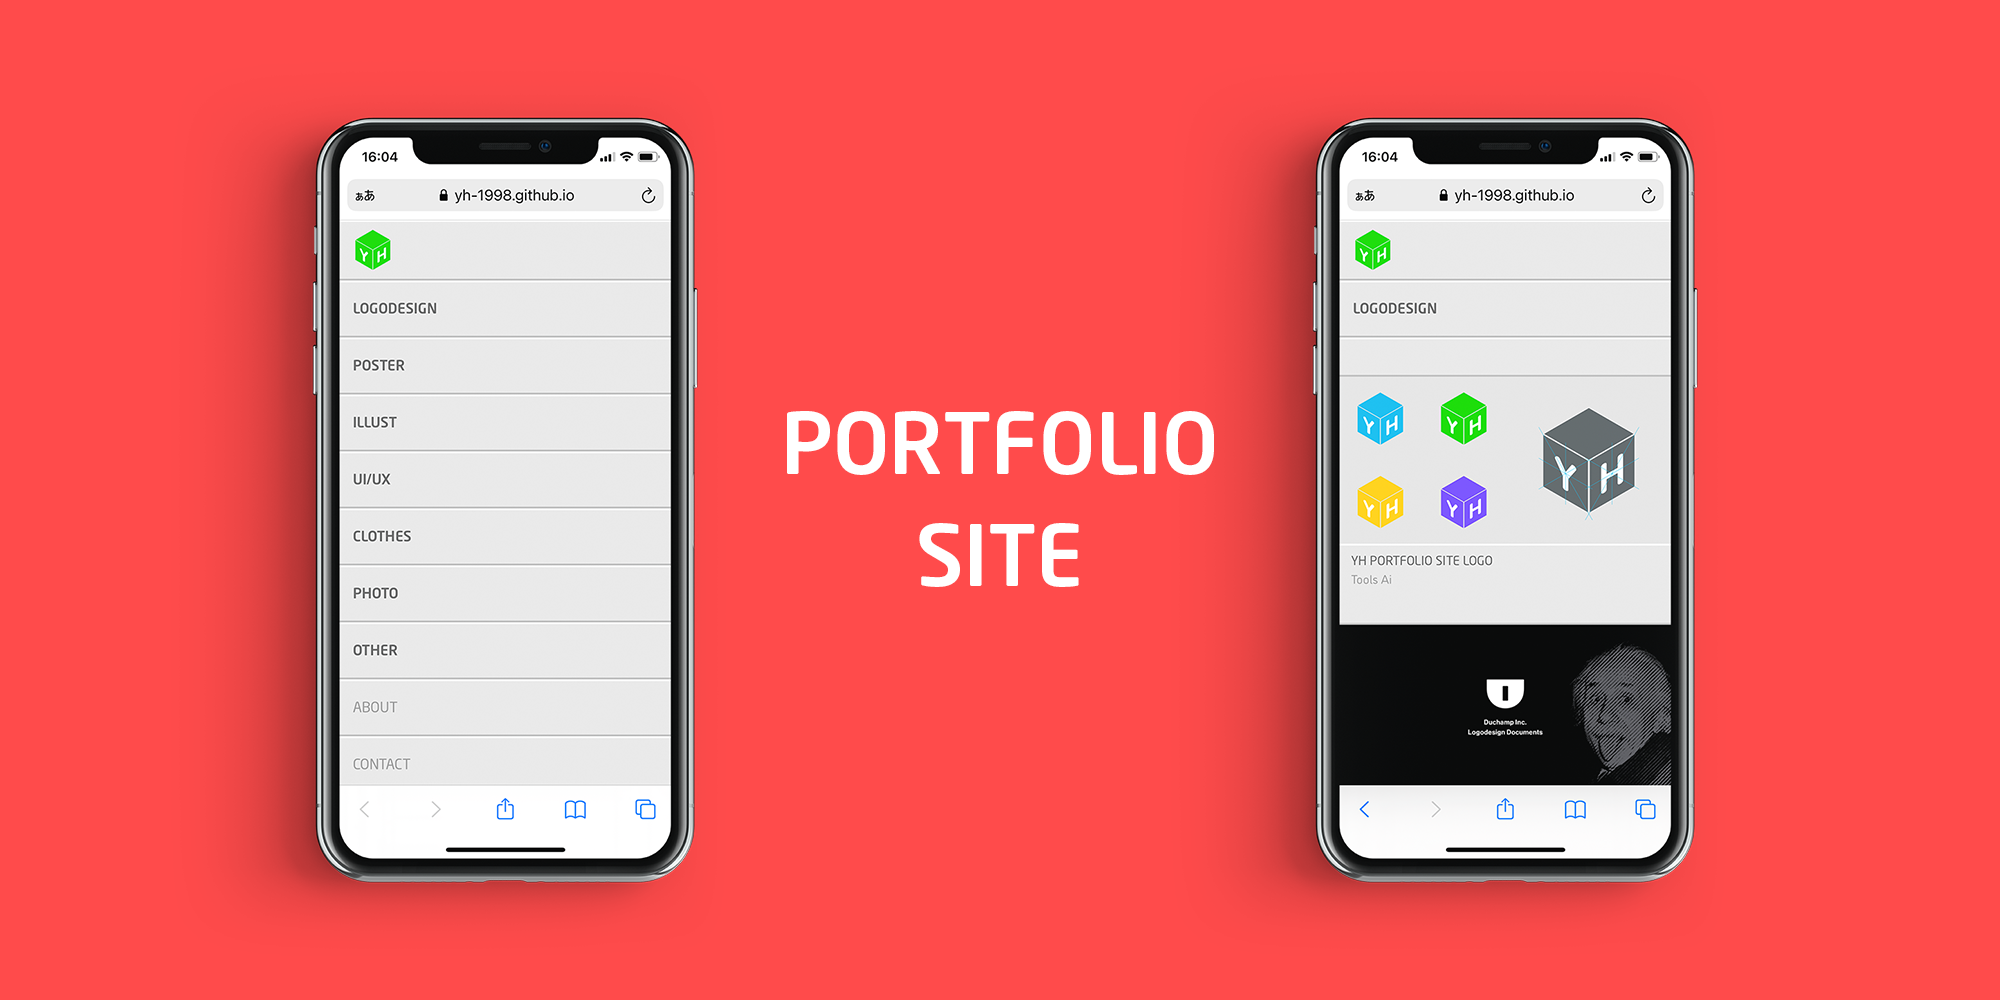 16:04
ぁあ yh-1998.github.io
YH
LOGODESIGN
POSTER
ILLUST
UI/UX
CLOTHES
PHOTO
OTHER
ABOUT
CONTACT
PORTFOLIO
SITE
16:04
ぁあ yh-1998.github.io
YH
LOGODESIGN
YH YH
YH
YH YH
YH PORTFOLIO SITE LOGO
Tools Ai
Duchamp Inc.
Logodesign Documents